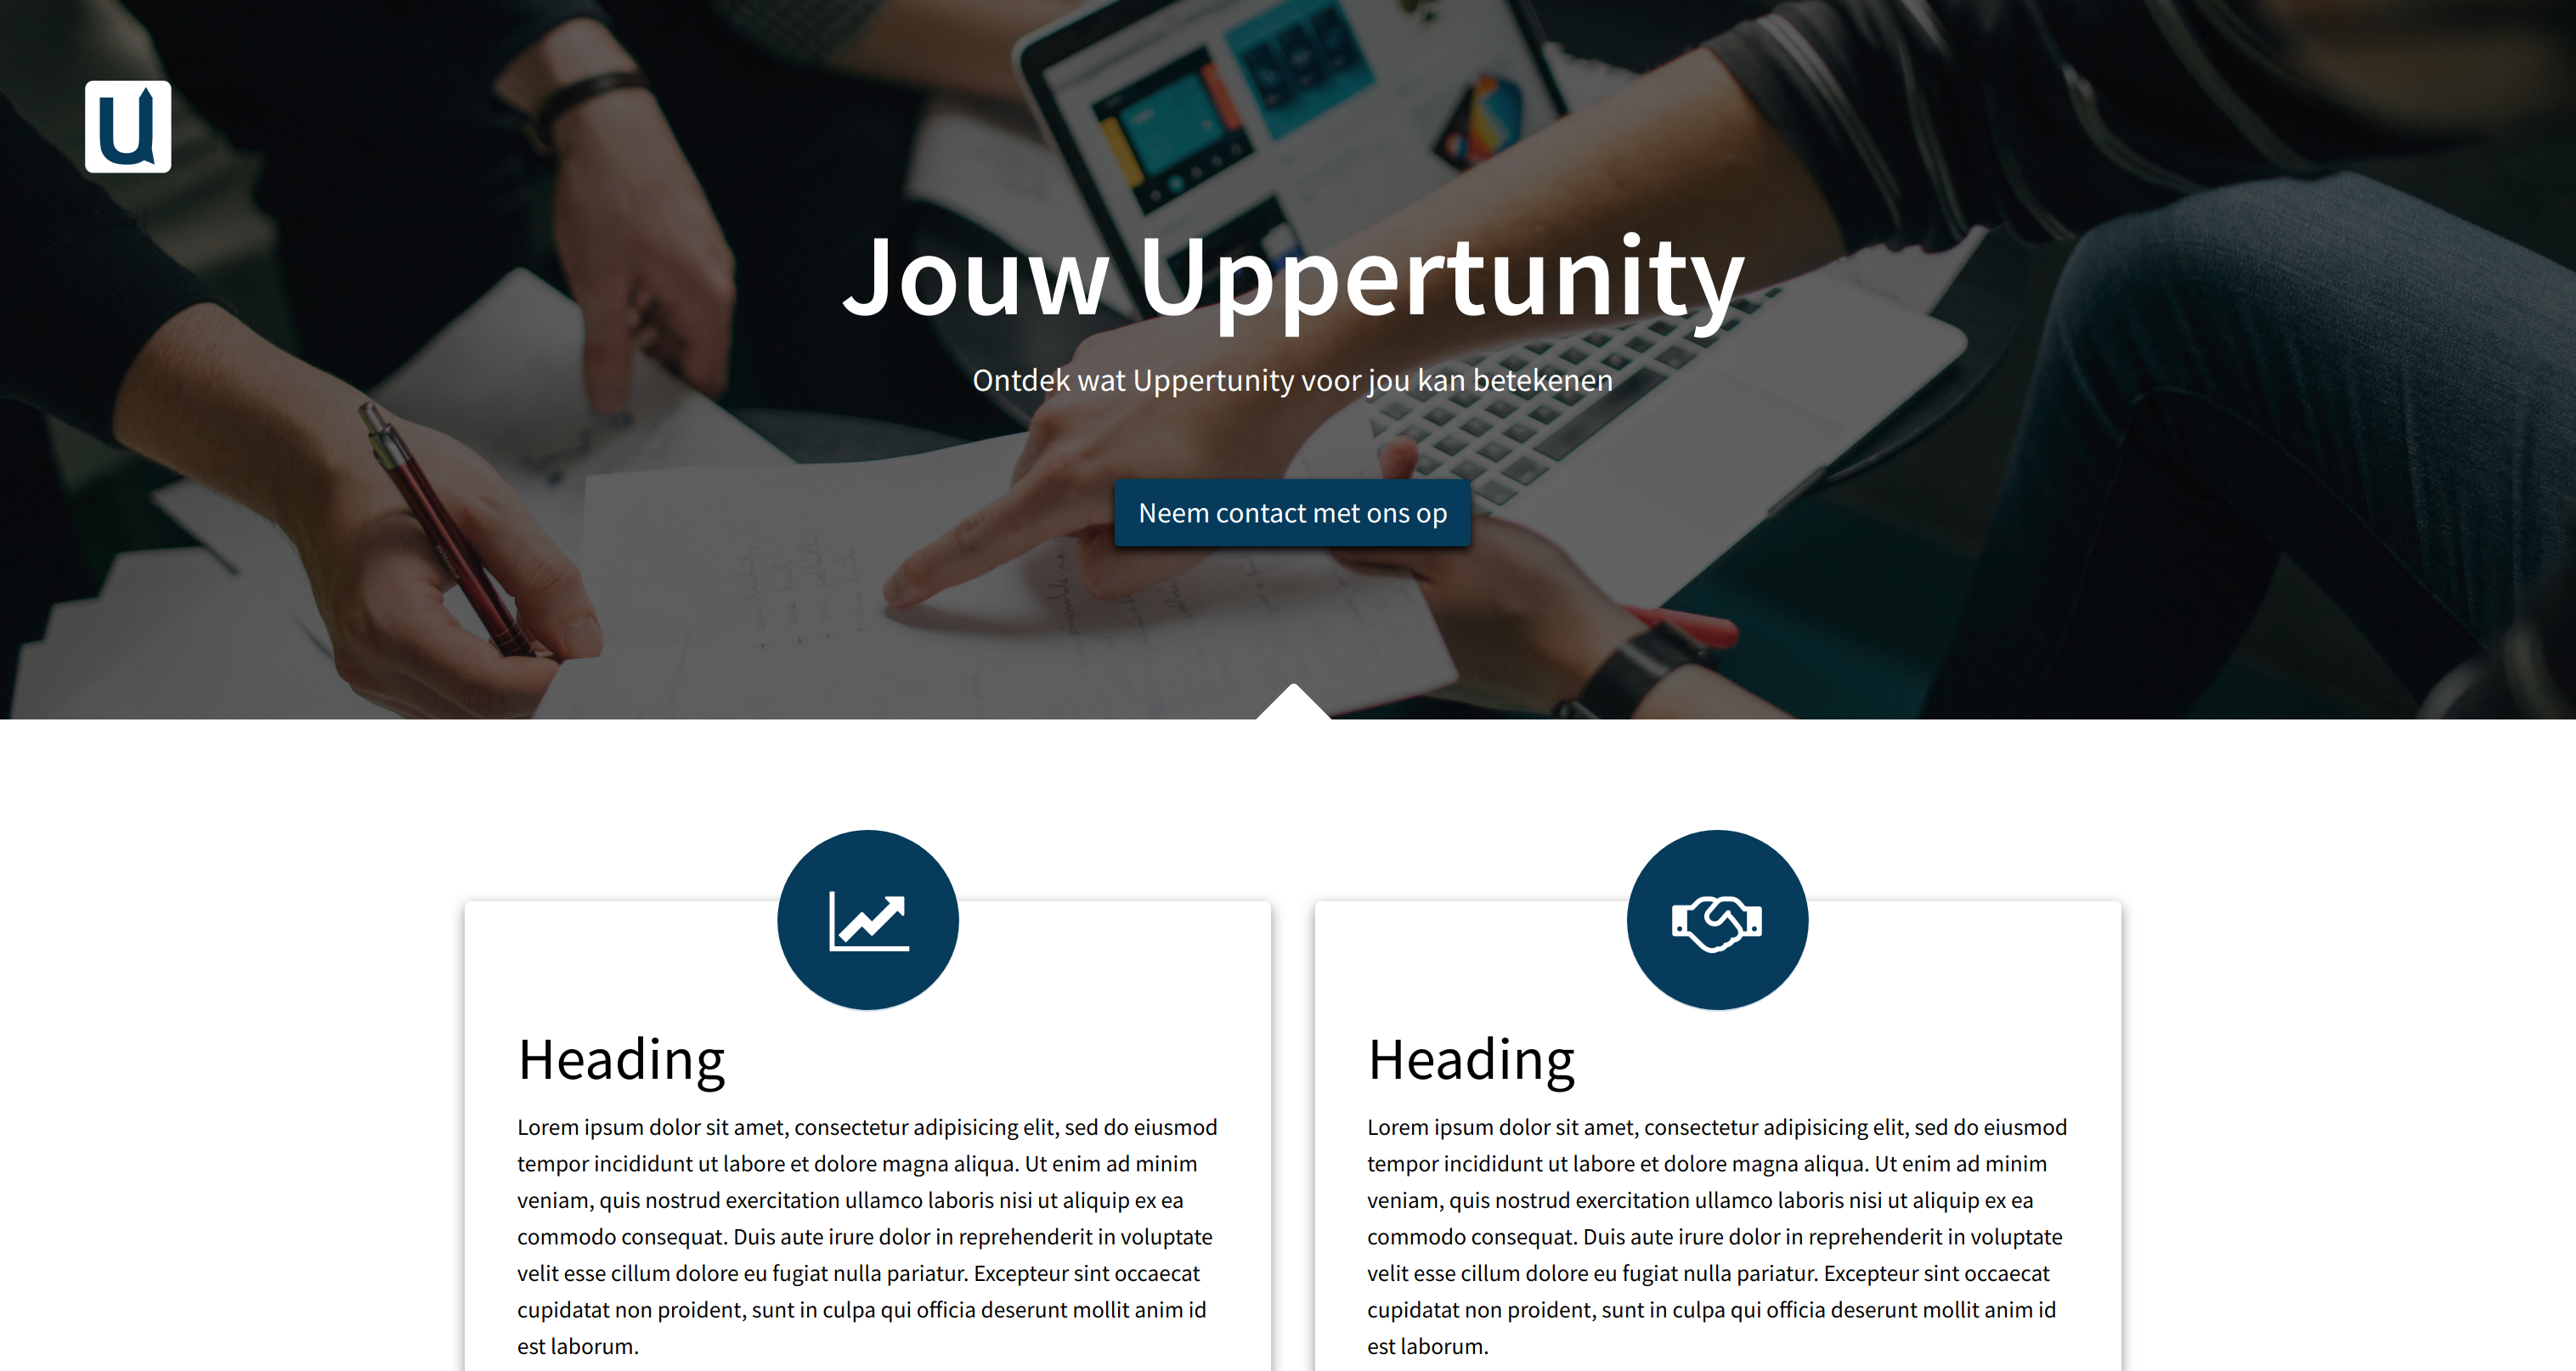 U
Jouw Uppertunity
Ontdek wat Uppertunity voor jou kan betekenen
Neem contact met ons op
Heading
Lorem ipsum dolor sit amet, consectetur adipisicing elit, sed do eiusmod
tempor incididunt ut labore et dolore magna aliqua. Ut enim ad minim
veniam, quis nostrud exercitation ullamco laboris nisi ut aliquip ex ea
commodo consequat. Duis aute irure dolor in reprehenderit in voluptate
velit esse cillum dolore eu fugiat nulla pariatur. Excepteur sint occaecat
cupidatat non proident, sunt in culpa qui officia deserunt mollit anim id
est laborum.
Heading
Lorem ipsum dolor sit amet, consectetur adipisicing elit, sed do eiusmod
tempor incididunt ut labore et dolore magna aliqua. Ut enim ad minim
veniam, quis nostrud exercitation ullamco laboris nisi ut aliquip ex ea
commodo consequat. Duis aute irure dolor in reprehenderit in voluptate
velit esse cillum dolore eu fugiat nulla pariatur. Excepteur sint occaecat
cupidatat non proident, sunt in culpa qui officia deserunt mollit anim id
est laborum.